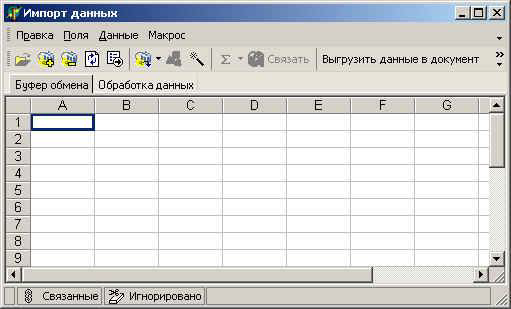 Импорт данных
Правка Поля Данные Макрос
Σ Связать Выгрузить данные в документ »
Буфер обмена Обработка данных
A B C D E F G
1
2
3
4
5
6
7
8
9
Связанные Игнорировано